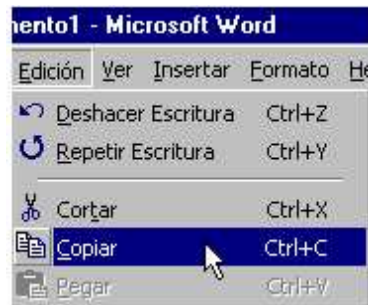 mento1 - Microsoft Word
Edición Ver Insertar Formato He
Deshacer Escritura Ctrl+Z
Repetir Escritura Ctrl+Y
Cortar Ctrl+X
Copiar Ctrl+C
Pegar Ctrl+V